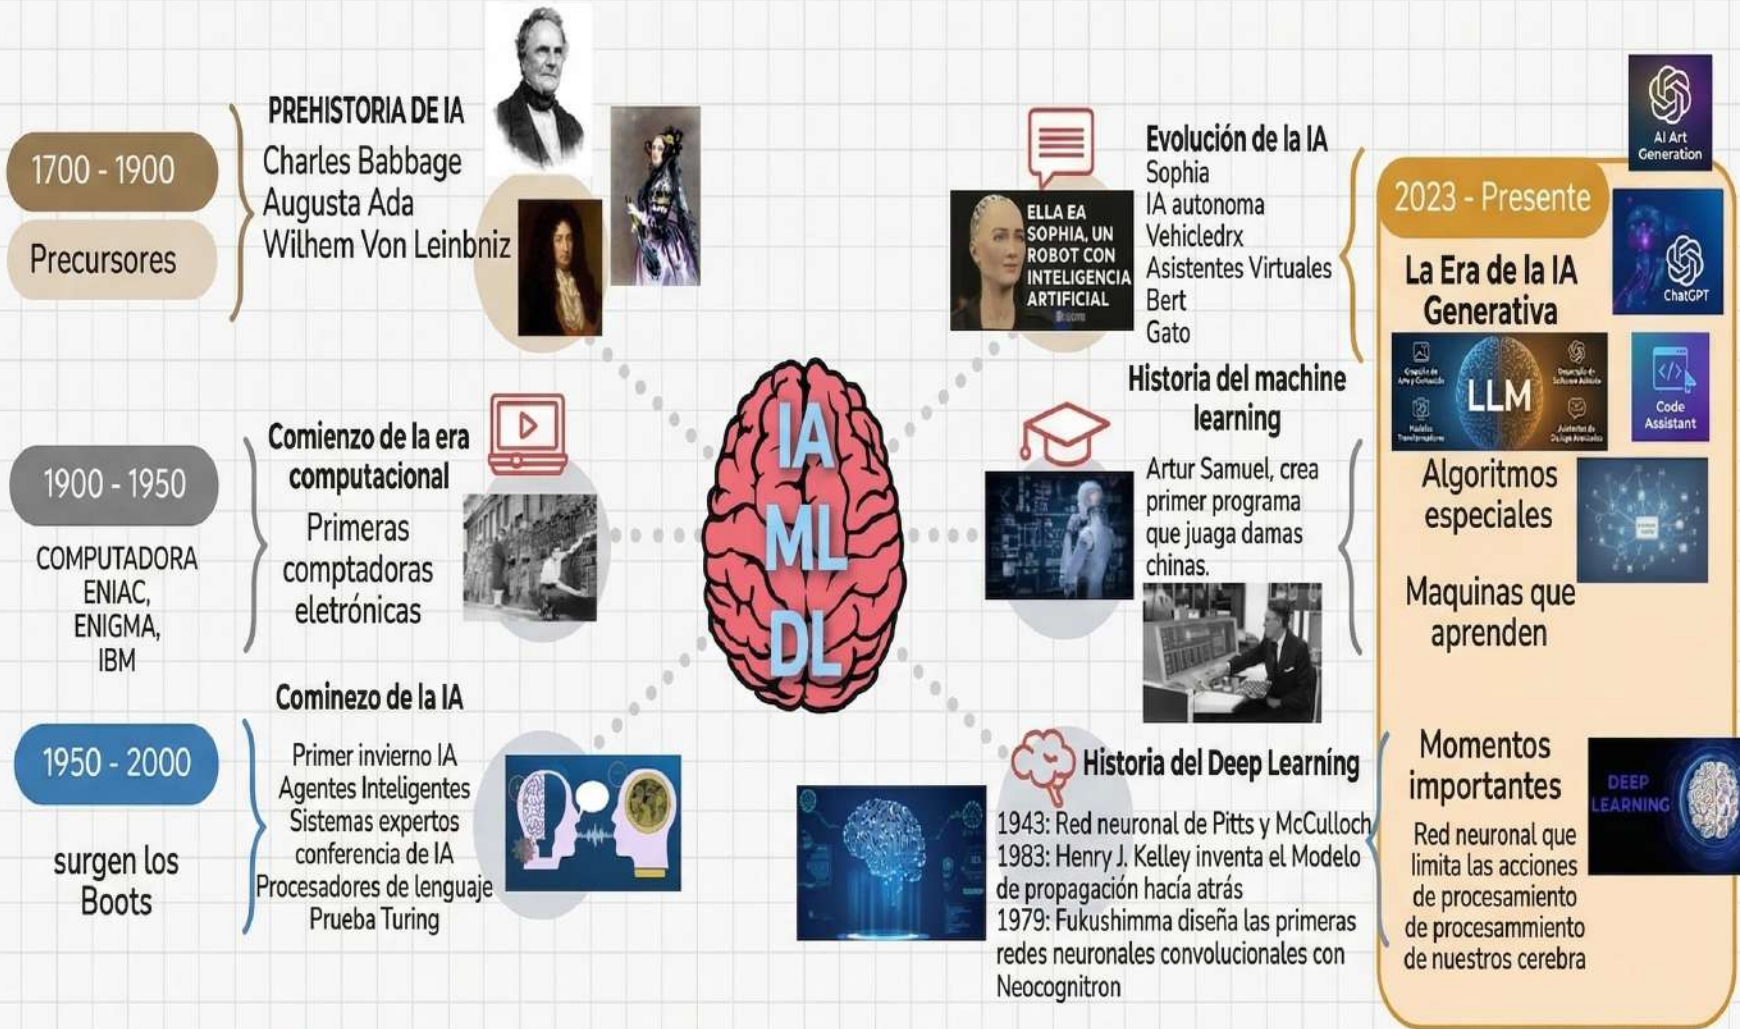 1700 - 1900
Precursores
PREHISTORIA DE IA
Charles Babbage
Augusta Ada
Wilhem Von Leinbniz
1900 - 1950
COMPUTADORA
ENIAC,
ENIGMA,
IBM
Comienzo de la era
computacional
Primeras
comptadoras
eletrónicas
1950 - 2000
surgen los
Boots
Cominezo de la IA
Primer invierno IA
Agentes Inteligentes
Sistemas expertos
conferencia de IA
Procesadores de lenguaje
Prueba Turing
IA
ML
DL
ELLA EA
SOPHIA, UN
ROBOT CON
INTELIGENCIA
ARTIFICIAL
Evolución de la IA
Sophia
IA autonoma
Vehicledrx
Asistentes Virtuales
Bert
Gato
Historia del machine
learning
Artur Samuel, crea
primer programa
que juaga damas
chinas.
Historia del Deep Learning
1943: Red neuronal de Pitts y McCulloch
1983: Henry J. Kelley inventa el Modelo
de propagación hacía atrás
1979: Fukushimma diseña las primeras
redes neuronales convolucionales con
Neocognitron
AI Art
Generation
2023 - Presente
ChatGPT
La Era de la IA
Generativa
LLM
Code
Assistant
Algoritmos
especiales
Maquinas que
aprenden
Momentos
importantes
DEEP
LEARNING
Red neuronal que
limita las acciones
de procesamiento
de procesammiento
de nuestros cerebra